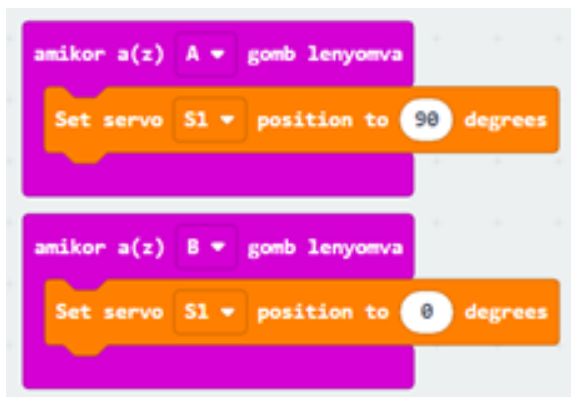 amikor a(z) A gomb lenyomva
Set servo S1 position to 90 degrees
amikor a(z) B gomb lenyomva
Set servo S1 position to 0 degrees